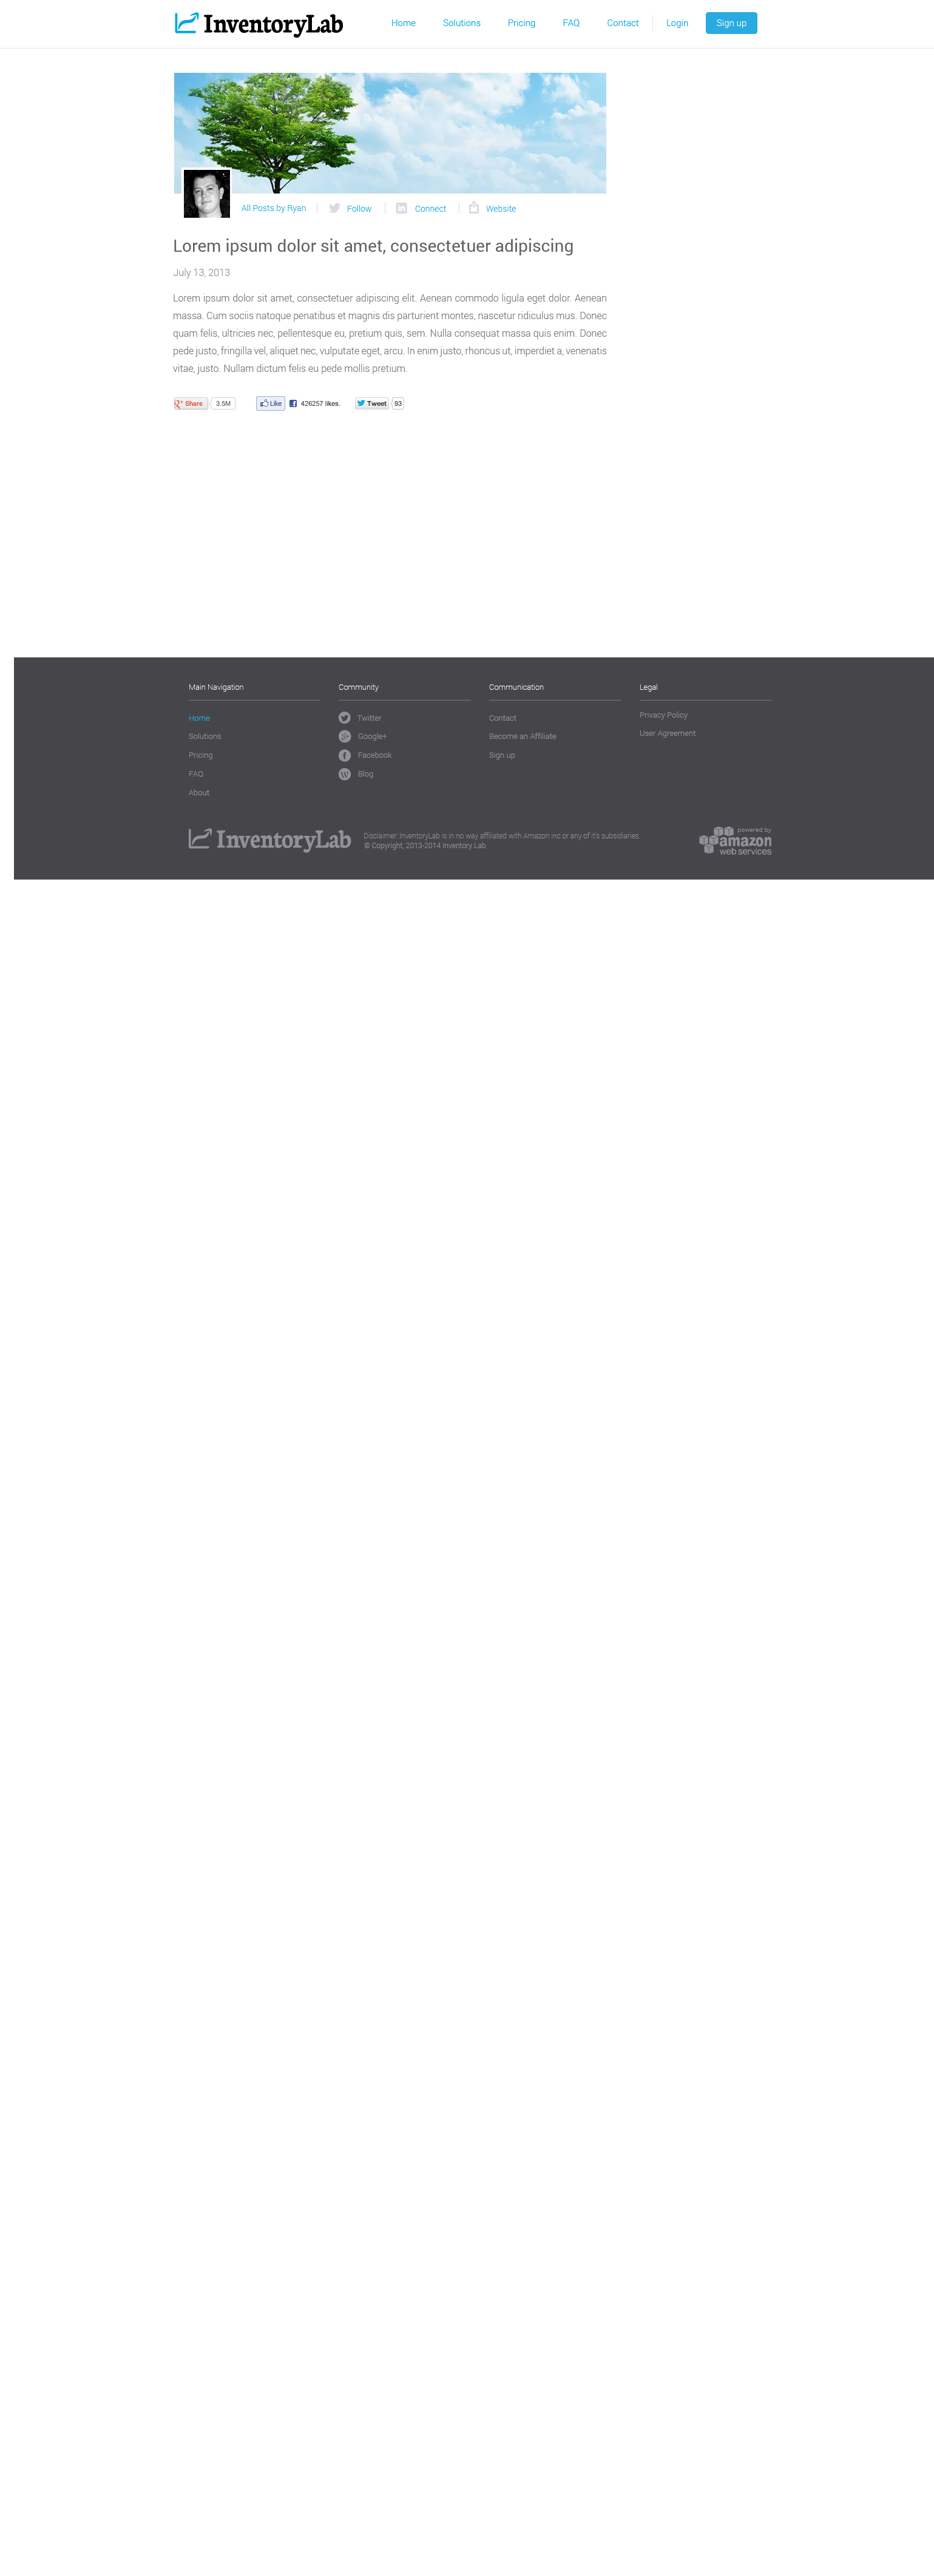 InventoryLab
Home Solutions Pricing FAQ Contact Login Sign up
All Posts by Ryan Follow Connect Website
Lorem ipsum dolor sit amet, consectetuer adipiscing
July 13, 2013
Lorem ipsum dolor sit amet, consectetuer adipiscing elit. Aenean commodo ligula eget dolor. Aenean
massa. Cum sociis natoque penatibus et magnis dis parturient montes, nascetur ridiculus mus. Donec
quam felis, ultricies nec, pellentesque eu, pretium quis, sem. Nulla consequat massa quis enim. Donec
pede justo, fringilla vel, aliquet nec, vulputate eget, arcu. In enim justo, rhoncus ut, imperdiet a, venenatis
vitae, justo. Nullam dictum felis eu pede mollis pretium.
Share 3.5M Like 426257 likes. Tweet 93
Main Navigation
Home
Solutions
Pricing
FAQ
About
Community
Twitter
Google+
Facebook
Blog
Communication
Contact
Become an Affiliate
Sign up
Legal
Privacy Policy
User Agreement
InventoryLab
Disclaimer: InventoryLab is in no way affiliated with Amazon inc or any of it's subsidiaries.
© Copyright, 2013-2014 Inventory Lab
powered by
amazon
web services